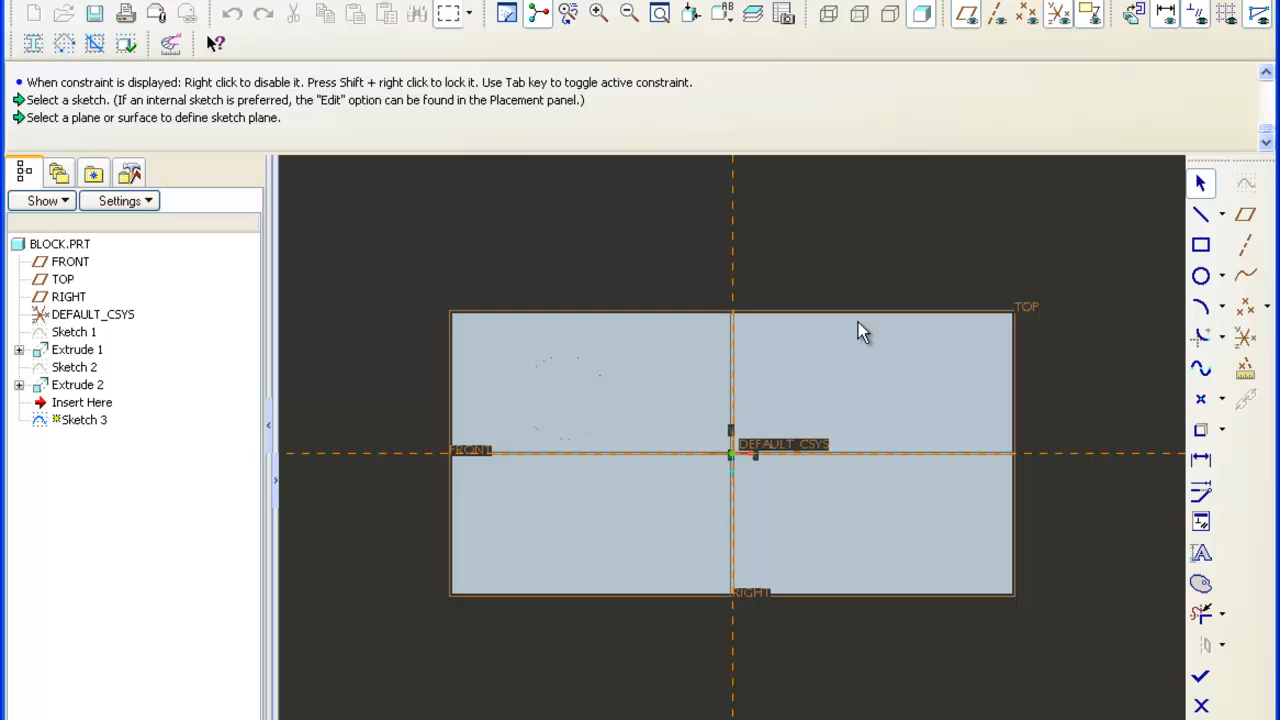 When constraint is displayed: Right click to disable it. Press Shift + right click to lock it. Use Tab key to toggle active constraint.
Select a sketch. (If an internal sketch is preferred, the "Edit" option can be found in the Placement panel.)
Select a plane or surface to define sketch plane.
Show
Settings
BLOCK.PRT
FRONT
TOP
RIGHT
DEFAULT_CSYS
Sketch 1
Extrude 1
Sketch 2
Extrude 2
Insert Here
Sketch 3
TOP
DEFAULT_CSYS
FRONT
RIGHT